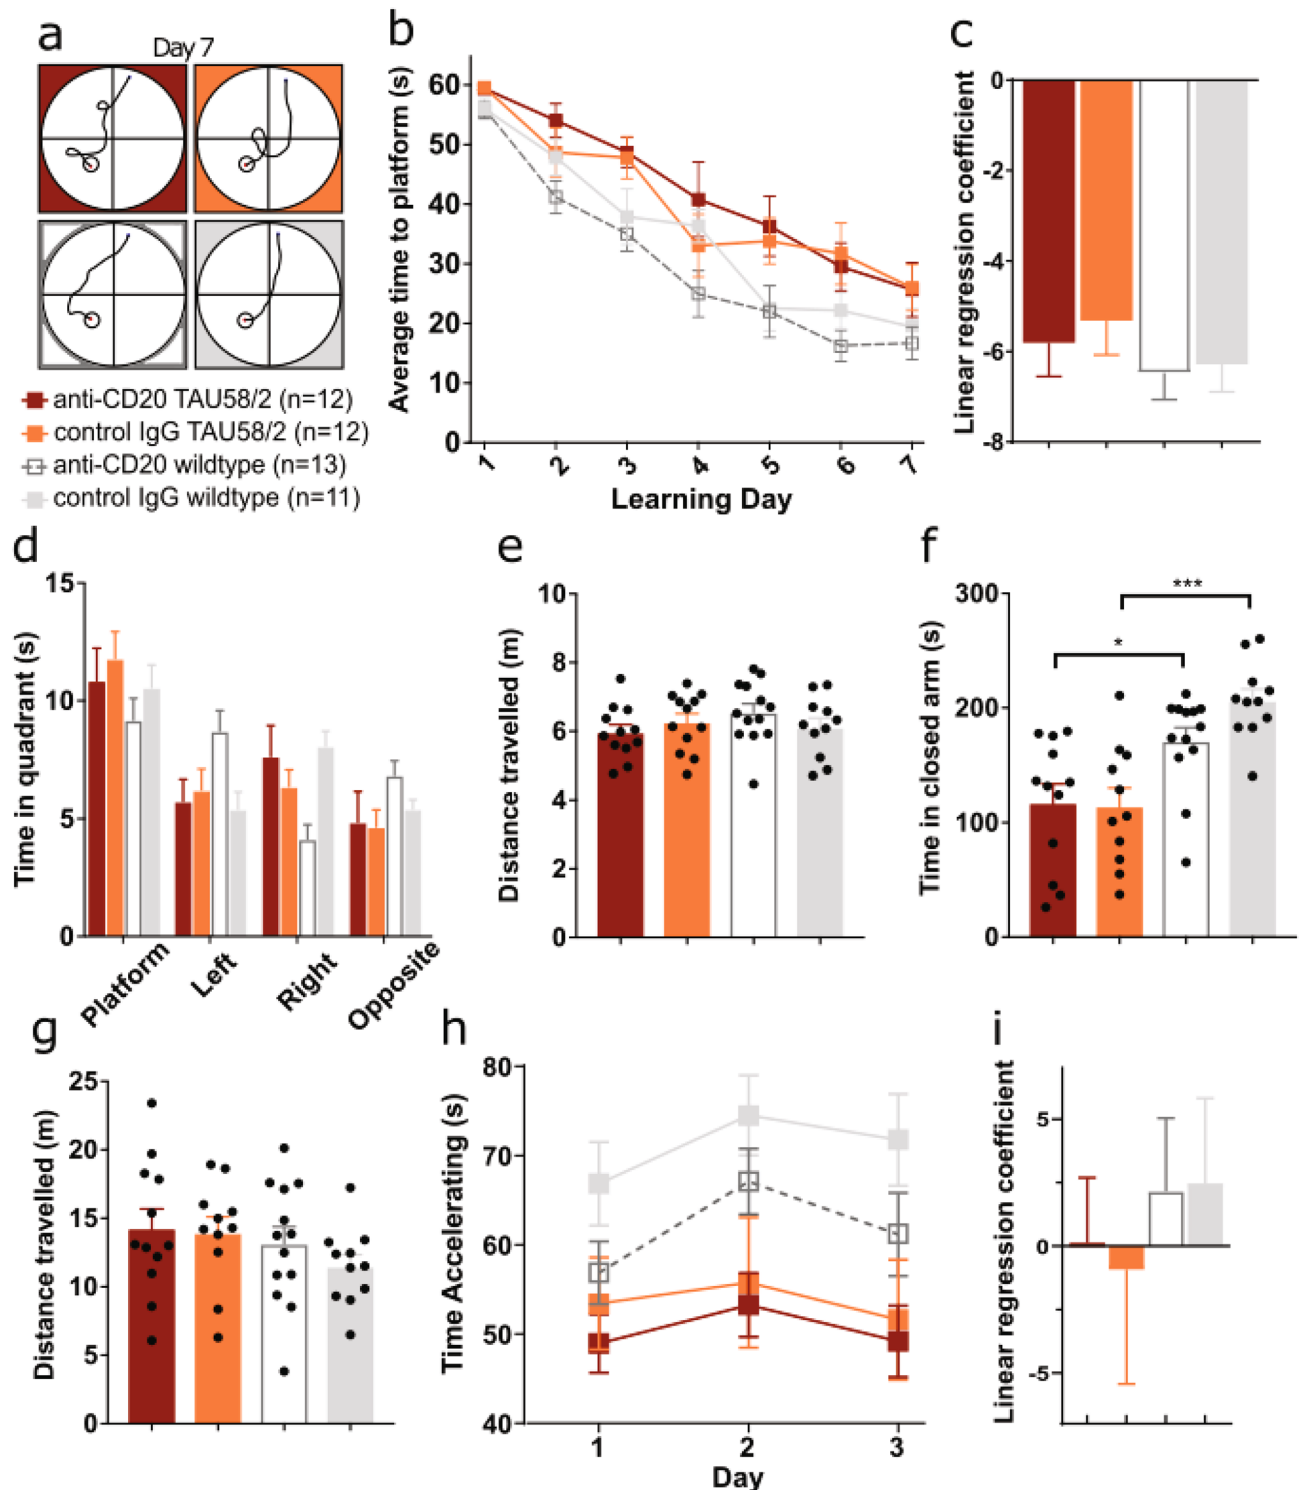 a
Day 7
anti-CD20 TAU58/2 (n=12)
control IgG TAU58/2 (n=12)
anti-CD20 wildtype (n=13)
control IgG wildtype (n=11)
b
Average time to platform (s)
60
50
40
30
20
10
0
1 2 3 4 5 6 7
Learning Day
c
Linear regression coefficient
0
-2
-4
-6
-8
d
Time in quadrant (s)
15
10
5
0
Platform Left Right Opposite
e
Distance travelled (m)
10
8
6
4
2
0
f
Time in closed arm (s)
300
200
100
0
*
***
g
Distance travelled (m)
25
20
15
10
5
0
h
Time Accelerating (s)
80
70
60
50
40
1 2 3
Day
i
Linear regression coefficient
5
0
-5